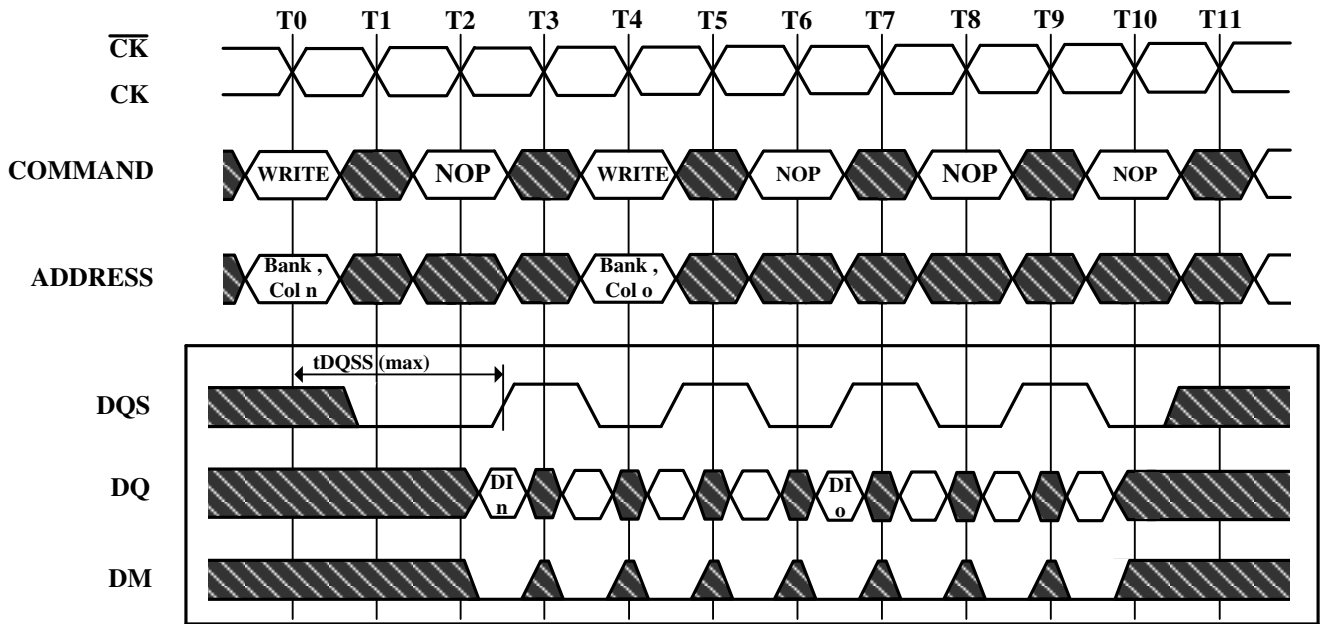 T0 T1 T2 T3 T4 T5 T6 T7 T8 T9 T10 T11
CK
CK
COMMAND WRITE NOP WRITE NOP NOP NOP
ADDRESS
Bank ,
Col n
Bank ,
Col o
tDQSS (max)
DQS
DQ
DI
n
DI
o
DM